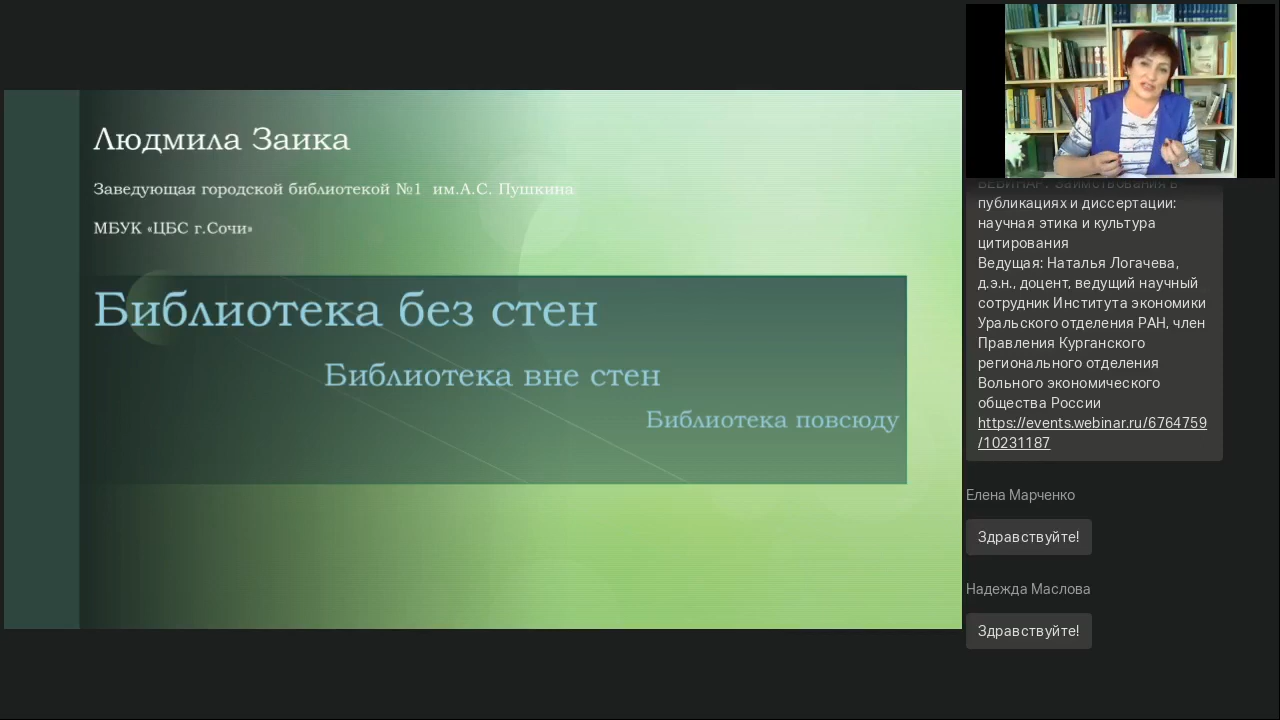 Людмила Заика
Заведующая городской библиотекой №1 им.А.С. Пушкина
МБУК «ЦБС г.Сочи»
Библиотека без стен
Библиотека вне стен
Библиотека повсюду
ВЕБИНАР: Заимствования в
публикациях и диссертации:
научная этика и культура
цитирования
Ведущая: Наталья Логачева,
д.э.н., доцент, ведущий научный
сотрудник Института экономики
Уральского отделения РАН, член
Правления Курганского
регионального отделения
Вольного экономического
общества России
https://events.webinar.ru/6764759
/10231187
Елена Марченко
Здравствуйте!
Надежда Маслова
Здравствуйте!